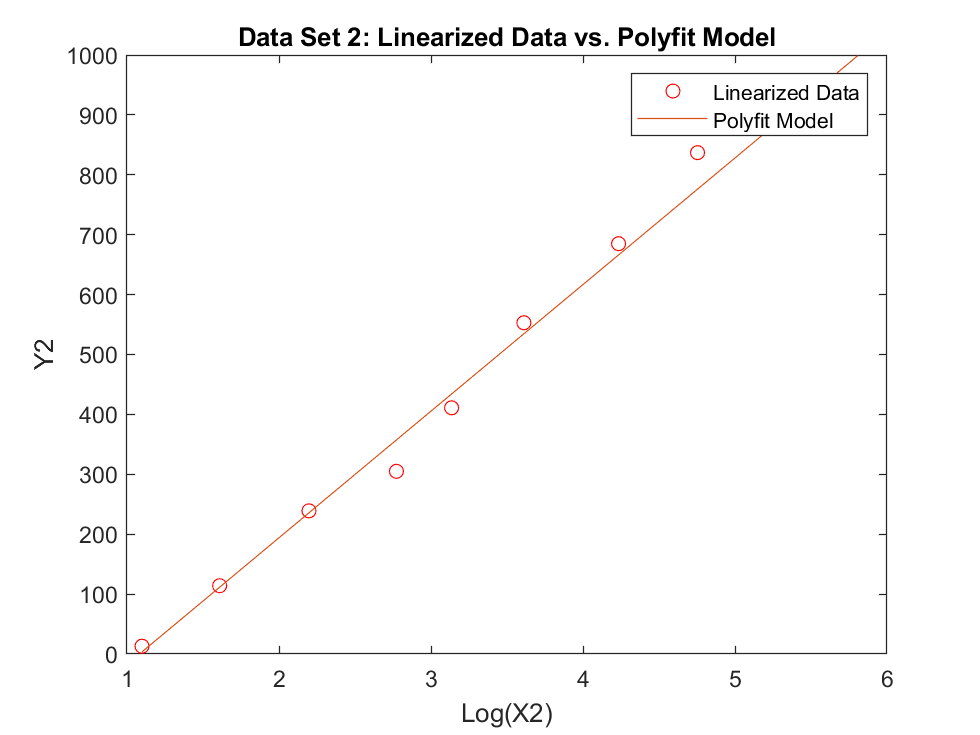 Data Set 2: Linearized Data vs. Polyfit Model
1000
900
800
700
600
500
400
300
200
100
0
Y2
Linearized Data
Polyfit Model
1 2 3 4 5 6
Log(X2)